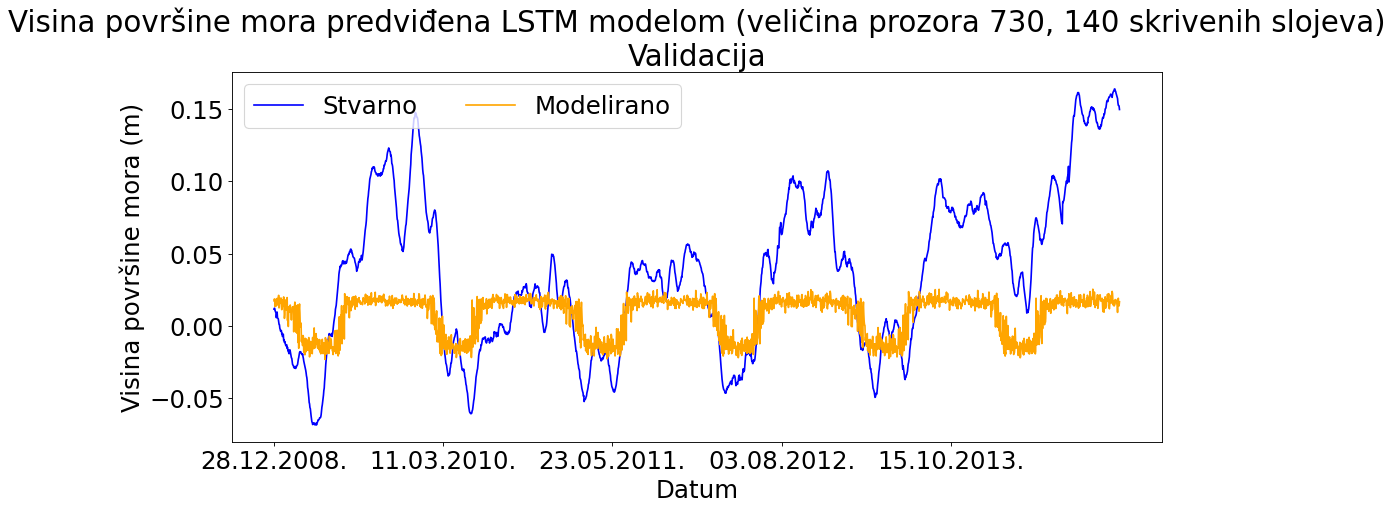 Visina površine mora predviđena LSTM modelom (veličina prozora 730, 140 skrivenih slojeva)
Validacija
Stvarno
Modelirano
Visina površine mora (m)
0.15
0.10
0.05
0.00
−0.05
28.12.2008.
11.03.2010.
23.05.2011.
03.08.2012.
15.10.2013.
Datum